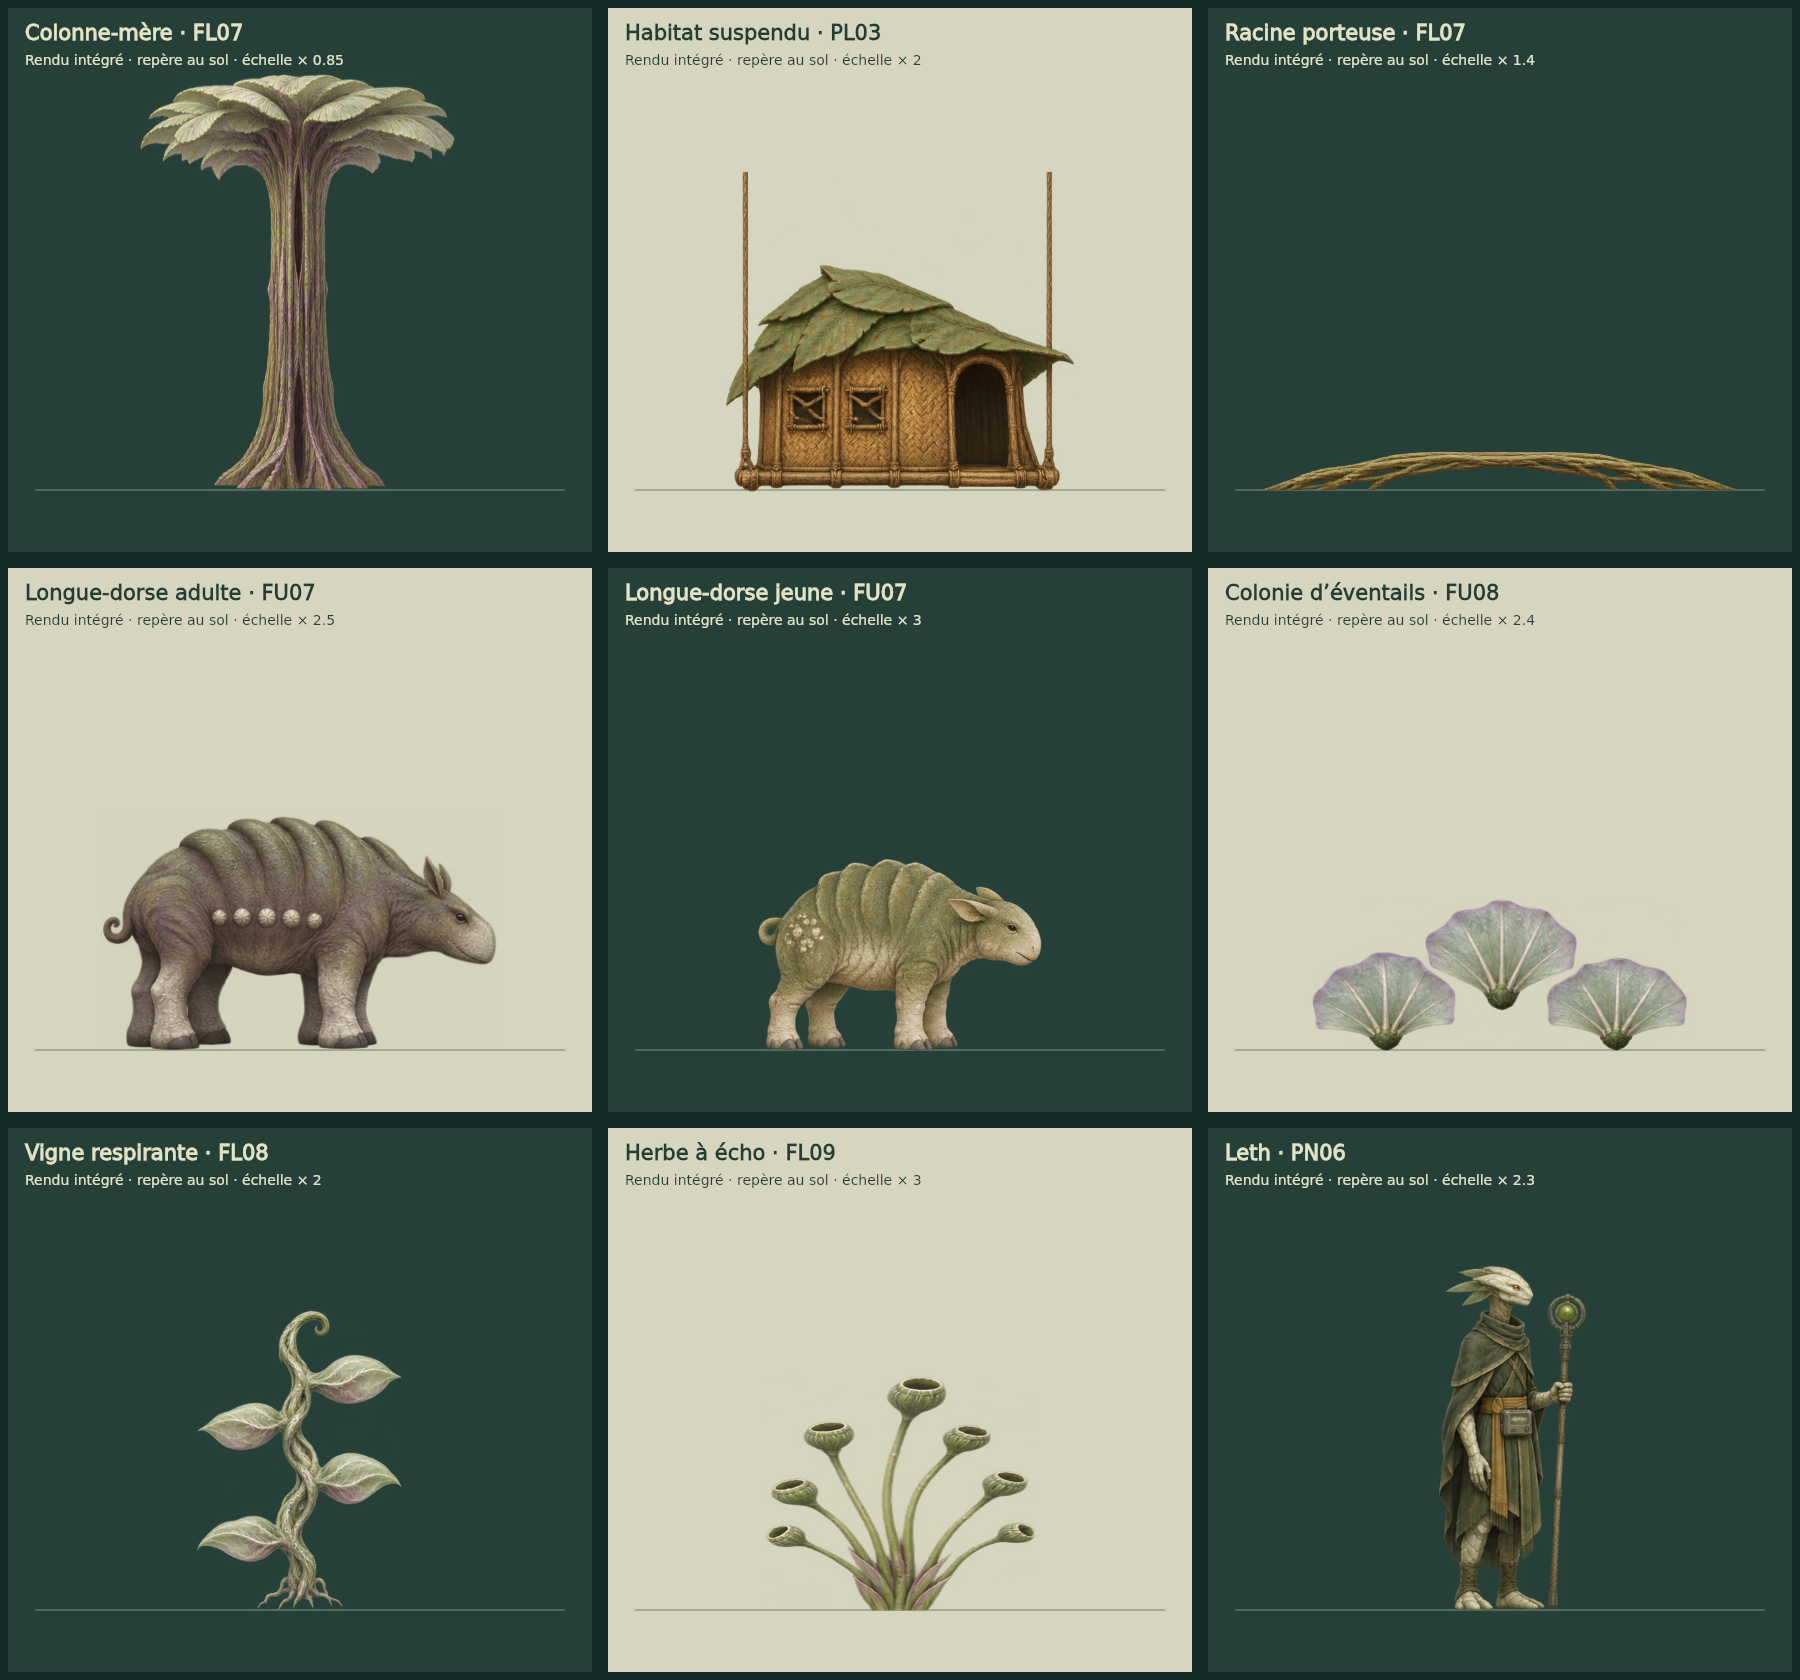 Colonne-mère · FL07
Rendu intégré · repère au sol · échelle × 0.85
Habitat suspendu · PL03
Rendu intégré · repère au sol · échelle × 2
Racine porteuse · FL07
Rendu intégré · repère au sol · échelle × 1.4
Longue-dorse adulte · FU07
Rendu intégré · repère au sol · échelle × 2.5
Longue-dorse jeune · FU07
Rendu intégré · repère au sol · échelle × 3
Colonie d’éventails · FU08
Rendu intégré · repère au sol · échelle × 2.4
Vigne respirante · FL08
Rendu intégré · repère au sol · échelle × 2
Herbe à écho · FL09
Rendu intégré · repère au sol · échelle × 3
Leth · PN06
Rendu intégré · repère au sol · échelle × 2.3